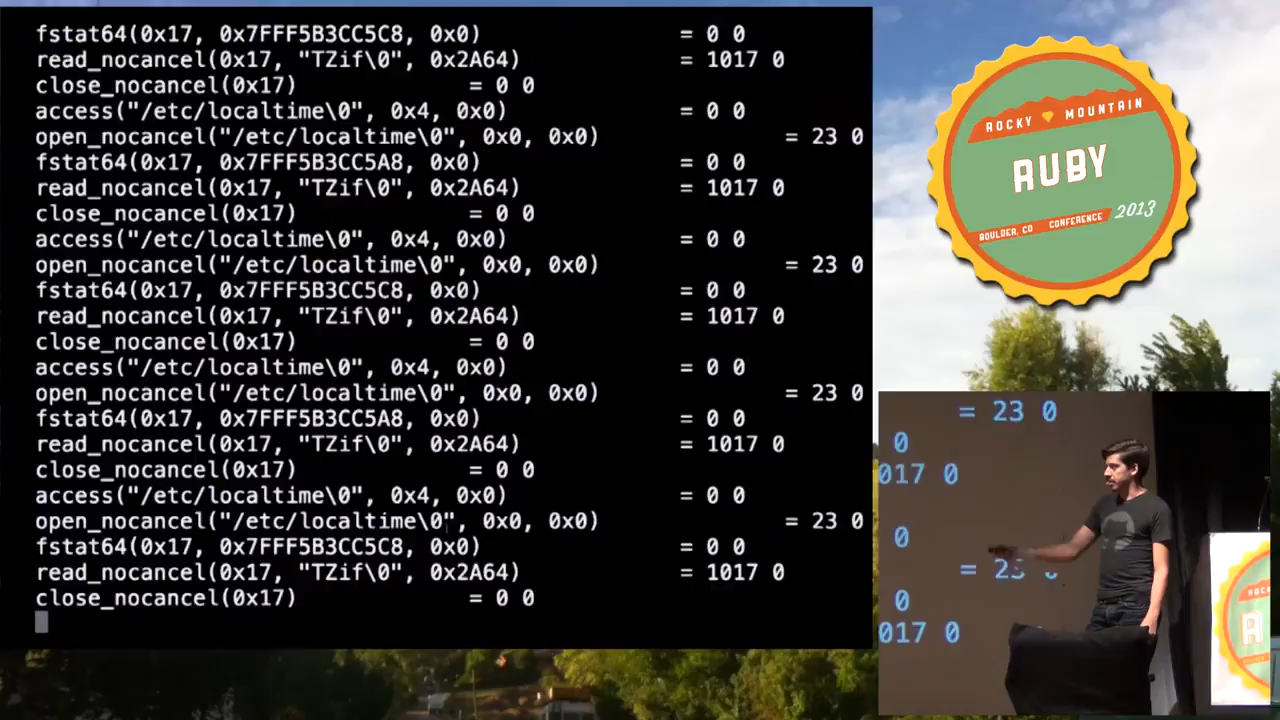 fstat64(0x17, 0x7FFF5B3CC5C8, 0x0) = 0 0
read_nocancel(0x17, "TZif\0", 0x2A64) = 1017 0
close_nocancel(0x17) = 0 0
access("/etc/localtime\0", 0x4, 0x0) = 0 0
open_nocancel("/etc/localtime\0", 0x0, 0x0) = 23 0
fstat64(0x17, 0x7FFF5B3CC5A8, 0x0) = 0 0
read_nocancel(0x17, "TZif\0", 0x2A64) = 1017 0
close_nocancel(0x17) = 0 0
access("/etc/localtime\0", 0x4, 0x0) = 0 0
open_nocancel("/etc/localtime\0", 0x0, 0x0) = 23 0
fstat64(0x17, 0x7FFF5B3CC5C8, 0x0) = 0 0
read_nocancel(0x17, "TZif\0", 0x2A64) = 1017 0
close_nocancel(0x17) = 0 0
access("/etc/localtime\0", 0x4, 0x0) = 0 0
open_nocancel("/etc/localtime\0", 0x0, 0x0) = 23 0
fstat64(0x17, 0x7FFF5B3CC5A8, 0x0) = 0 0
read_nocancel(0x17, "TZif\0", 0x2A64) = 1017 0
close_nocancel(0x17) = 0 0
access("/etc/localtime\0", 0x4, 0x0) = 0 0
open_nocancel("/etc/localtime\0", 0x0, 0x0) = 23 0
fstat64(0x17, 0x7FFF5B3CC5C8, 0x0) = 0 0
read_nocancel(0x17, "TZif\0", 0x2A64) = 1017 0
close_nocancel(0x17) = 0 0
ROCKY MOUNTAIN
RUBY
BOULDER, CO CONFERENCE 2013
= 23 0
0
017 0
0
= 23 0
0
017 0